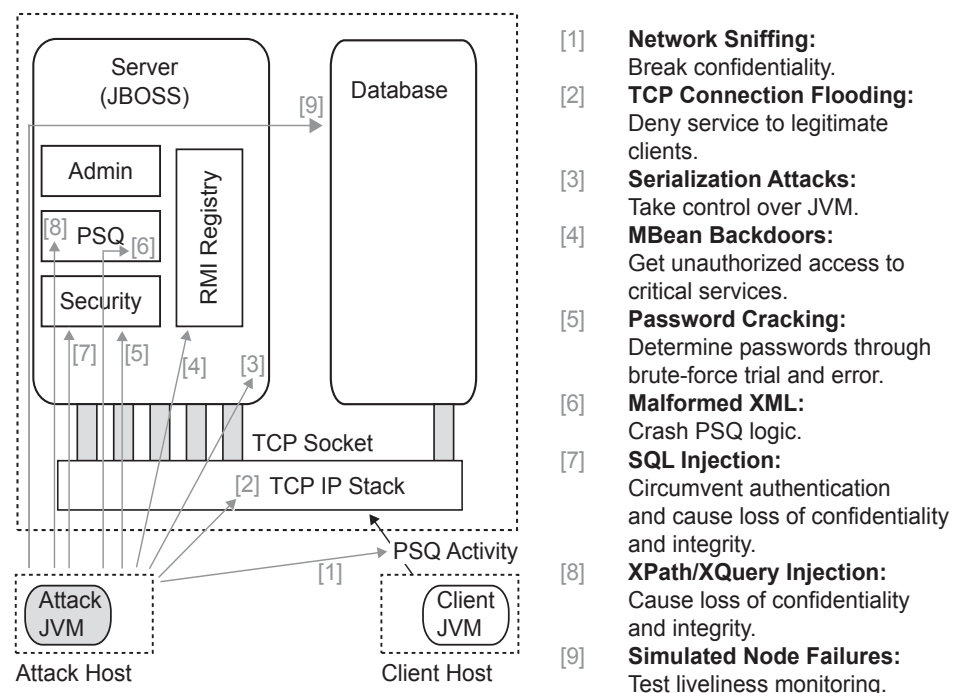 Server
(JBOSS)
Database
[9]
Admin
[8]
PSQ
[6]
RMI Registry
Security
[7]
[5]
[4]
[3]
TCP Socket
[2]
TCP IP Stack
PSQ Activity
[1]
Attack
JVM
Client
JVM
Attack Host
Client Host
[1] Network Sniffing:
Break confidentiality.
[2] TCP Connection Flooding:
Deny service to legitimate
clients.
[3] Serialization Attacks:
Take control over JVM.
[4] MBean Backdoors:
Get unauthorized access to
critical services.
[5] Password Cracking:
Determine passwords through
brute-force trial and error.
[6] Malformed XML:
Crash PSQ logic.
[7] SQL Injection:
Circumvent authentication
and cause loss of confidentiality
and integrity.
[8] XPath/XQuery Injection:
Cause loss of confidentiality
and integrity.
[9] Simulated Node Failures:
Test liveliness monitoring.